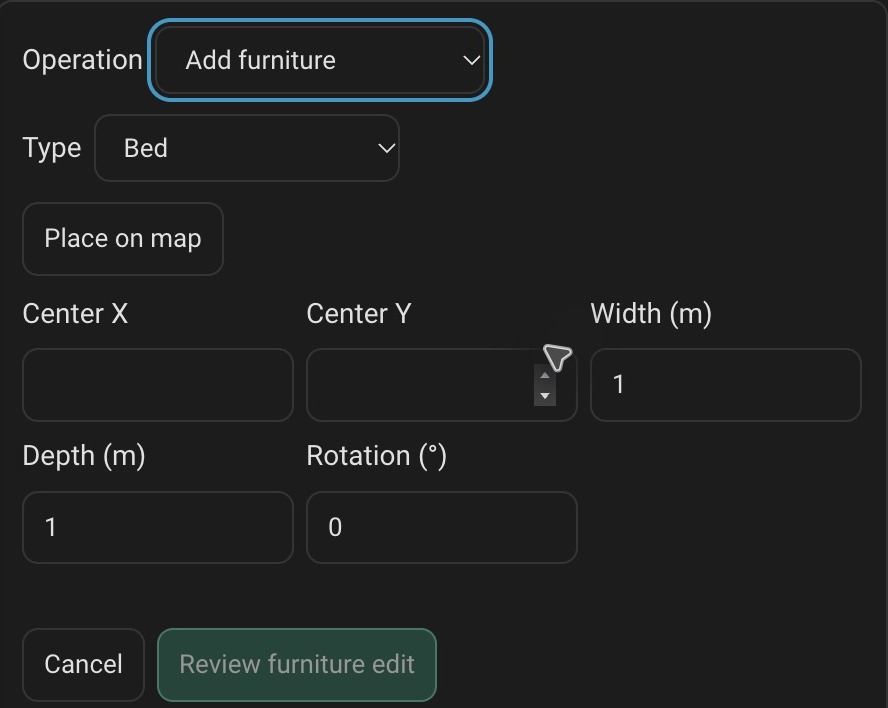 Operation Add furniture
Type Bed
Place on map
Center X Center Y Width (m)
1
Depth (m) Rotation (°)
1 0
Cancel Review furniture edit